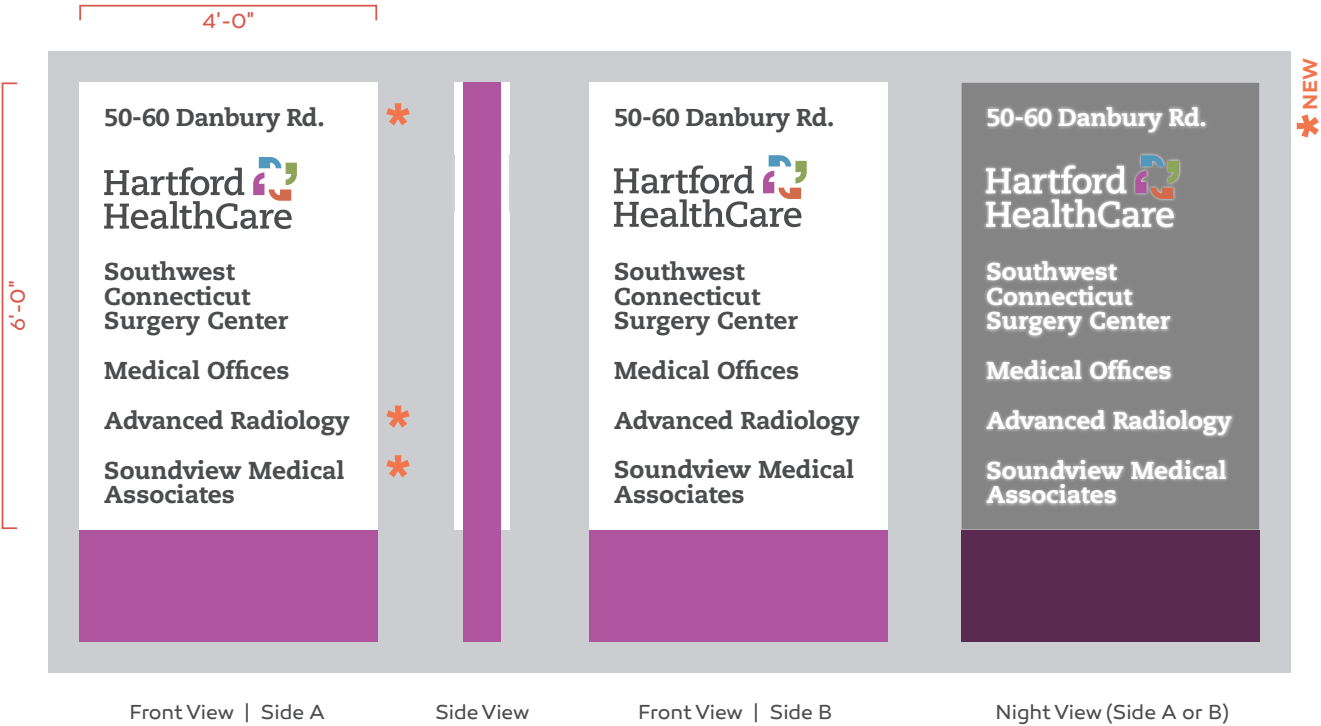 4'-0"
* NEW
6'-0"
50-60 Danbury Rd. *
Hartford
HealthCare
Southwest
Connecticut
Surgery Center
Medical Offices
Advanced Radiology *
Soundview Medical *
Associates
50-60 Danbury Rd.
Hartford
HealthCare
Southwest
Connecticut
Surgery Center
Medical Offices
Advanced Radiology
Soundview Medical
Associates
50-60 Danbury Rd.
Hartford
HealthCare
Southwest
Connecticut
Surgery Center
Medical Offices
Advanced Radiology
Soundview Medical
Associates
Front View | Side A
Side View
Front View | Side B
Night View (Side A or B)